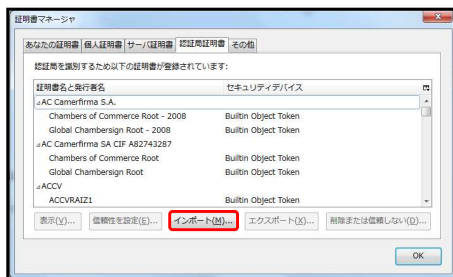 証明書マネージャ
あなたの証明書 個人証明書 サーバ証明書 認証局証明書 その他
認証局を識別するため以下の証明書が登録されています:
証明書名と発行者名 セキュリティデバイス
AC Camerfirma S.A.
Chambers of Commerce Root - 2008 Builtin Object Token
Global Chambersign Root - 2008 Builtin Object Token
AC Camerfirma SA CIF A82743287
Chambers of Commerce Root Builtin Object Token
Global Chambersign Root Builtin Object Token
ACCV
ACCVRAIZ1 Builtin Object Token
表示(V)... 信頼性を設定(E)... インポート(M)... エクスポート(X)... 削除または信頼しない(D)...
OK